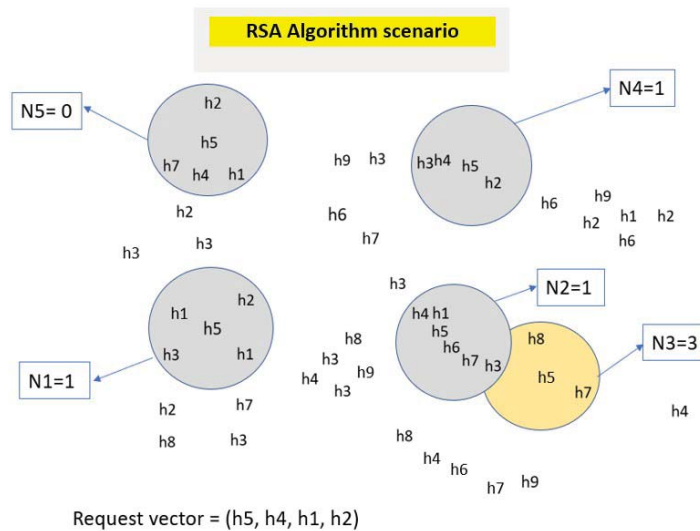 RSA Algorithm scenario
N5= 0
N4=1
h2
h5
h7 h4 h1
h9 h3
h3 h4 h5
h2
h2
h3
h3
h6
h7
h6
h9
h2 h1 h2
h6
h1 h2
h5
h3 h1
N1=1
h2 h7
h8 h3
h3
N2=1
h4 h1
h5
h6
h7 h3
h8
h5
h7
N3=3
h8
h3
h4 h9
h3
h4
h8
h4
h6
h7 h9
Request vector = (h5, h4, h1, h2)